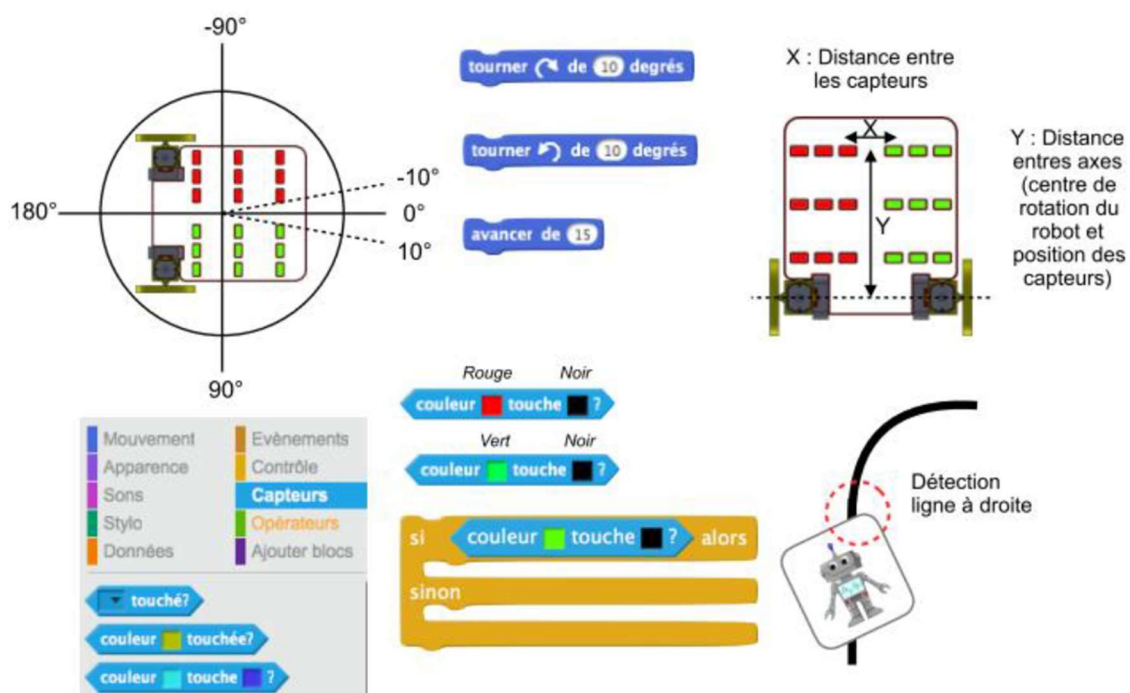 -90°
180°
-10°
0°
10°
90°
tourner de 10 degrés
tourner de 10 degrés
avancer de 15
X : Distance entre
les capteurs
X
Y
Y : Distance
entres axes
(centre de
rotation du
robot et
position des
capteurs)
Mouvement
Apparence
Sons
Stylo
Données
Evènements
Contrôle
Capteurs
Opérateurs
Ajouter blocs
touché?
couleur touchée?
couleur touche ?
Rouge Noir
couleur touche ?
Vert Noir
couleur touche ?
si couleur touche ? alors
sinon
Détection
ligne à droite